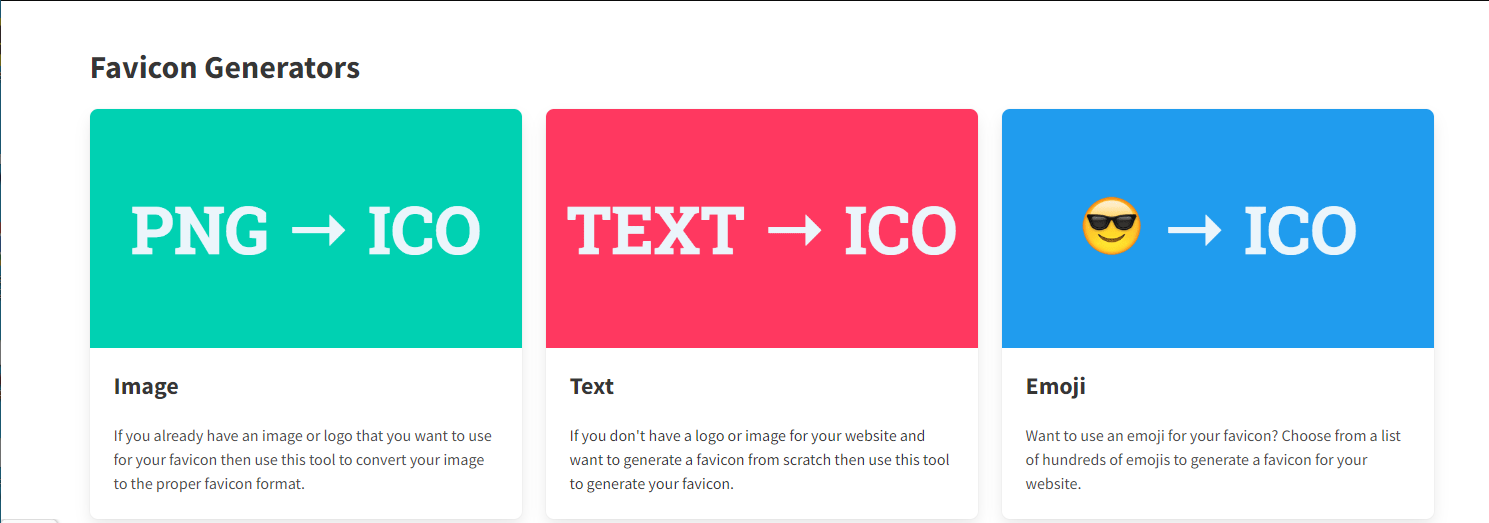 Favicon Generators
PNG → ICO
TEXT → ICO
😎 → ICO
Image
If you already have an image or logo that you want to use
for your favicon then use this tool to convert your image
to the proper favicon format.
Text
If you don't have a logo or image for your website and
want to generate a favicon from scratch then use this tool
to generate your favicon.
Emoji
Want to use an emoji for your favicon? Choose from a list
of hundreds of emojis to generate a favicon for your
website.